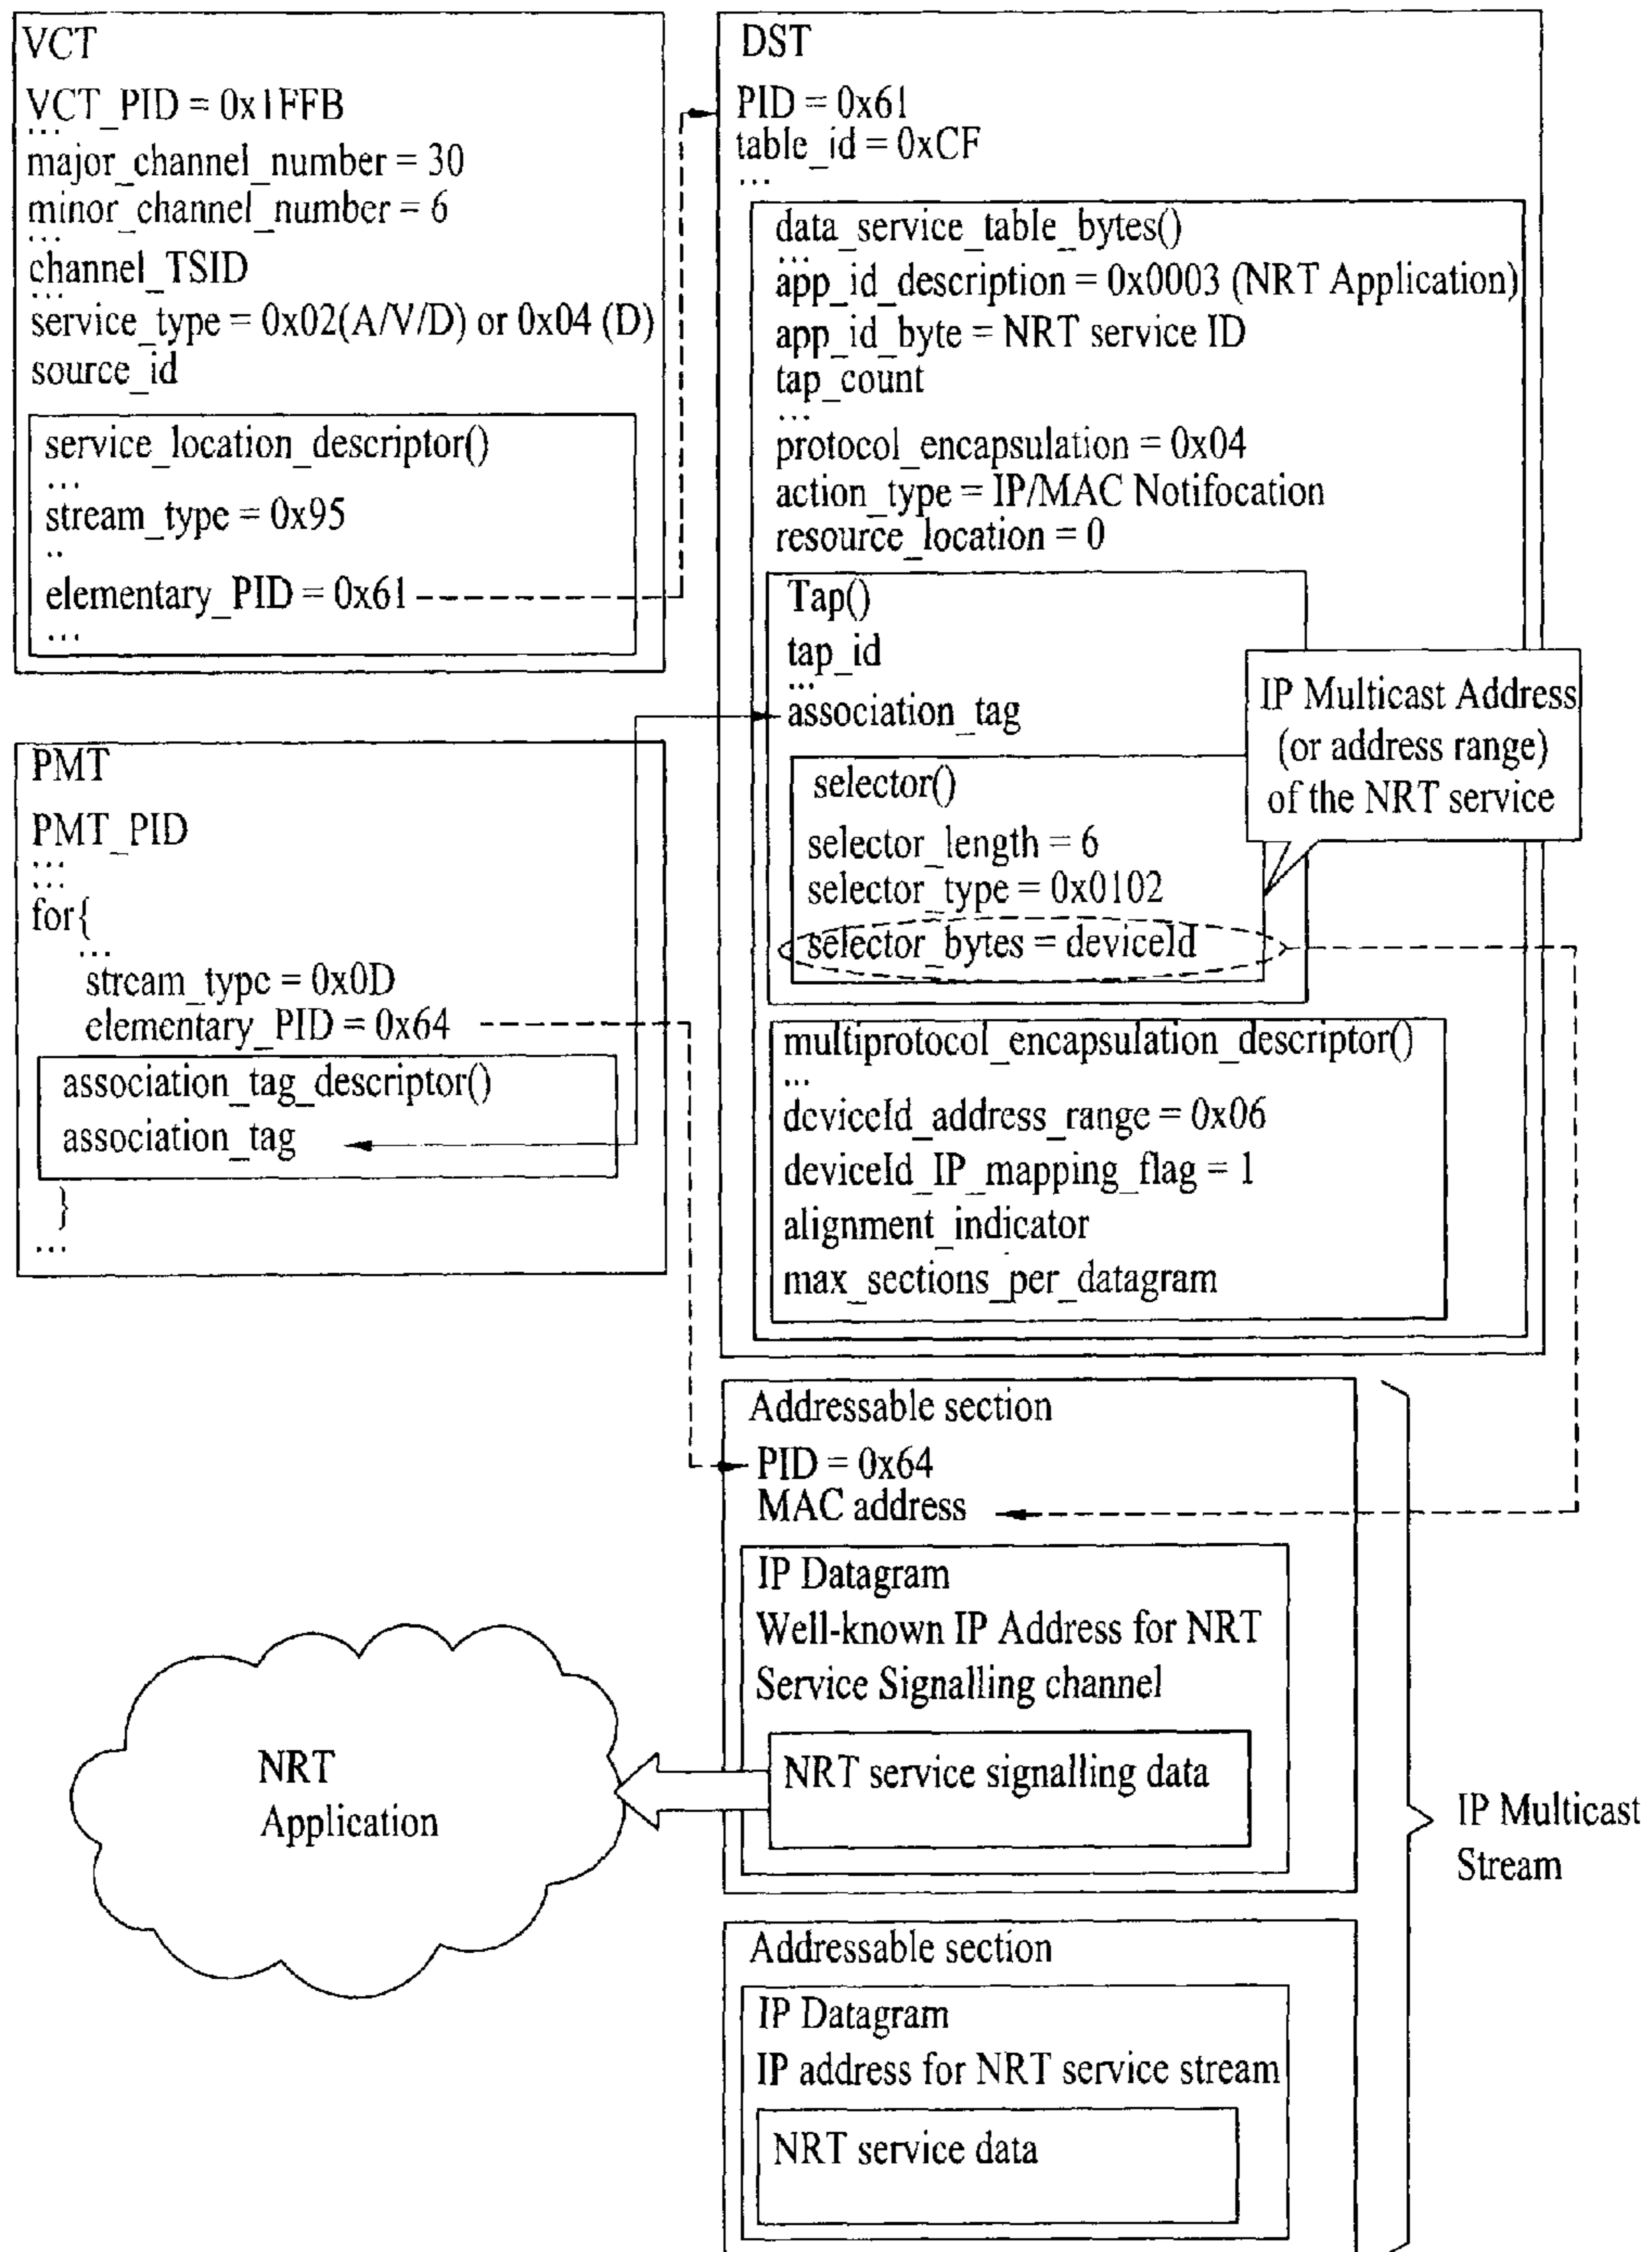 VCT
VCT_PID = 0x1FFB
...
major_channel_number = 30
minor_channel_number = 6
...
channel_TSID
...
service_type = 0x02(A/V/D) or 0x04 (D)
source_id
service_location_descriptor()
...
stream_type = 0x95
..
elementary_PID = 0x61
...
PMT
PMT_PID
...
...
for{
...
stream_type = 0x0D
elementary_PID = 0x64
association_tag_descriptor()
association_tag
}
...
DST
PID = 0x61
table_id = 0xCF
...
data_service_table_bytes()
...
app_id_description = 0x0003 (NRT Application)
app_id_byte = NRT service ID
tap_count
...
protocol_encapsulation = 0x04
action_type = IP/MAC Notifocation
resource_location = 0
Tap()
tap_id
...
association_tag
selector()
selector_length = 6
selector_type = 0x0102
selector_bytes = deviceId
IP Multicast Address
(or address range)
of the NRT service
multiprotocol_encapsulation_descriptor()
...
deviceId_address_range = 0x06
deviceId_IP_mapping_flag = 1
alignment_indicator
max_sections_per_datagram
Addressable section
PID = 0x64
MAC address
IP Datagram
Well-known IP Address for NRT
Service Signalling channel
NRT service signalling data
NRT
Application
IP Multicast
Stream
Addressable section
IP Datagram
IP address for NRT service stream
NRT service data